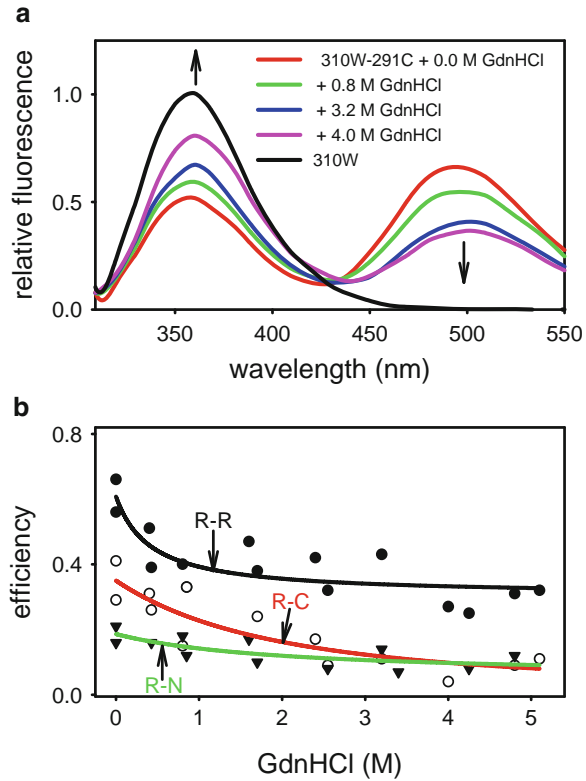 a
310W-291C + 0.0 M GdnHCl
+ 0.8 M GdnHCl
+ 3.2 M GdnHCl
+ 4.0 M GdnHCl
310W
relative fluorescence
1.0
0.5
0.0
350
400
450
500
550
wavelength (nm)
b
efficiency
0.8
0.4
0.0
R-R
R-C
R-N
0
1
2
3
4
5
GdnHCl (M)